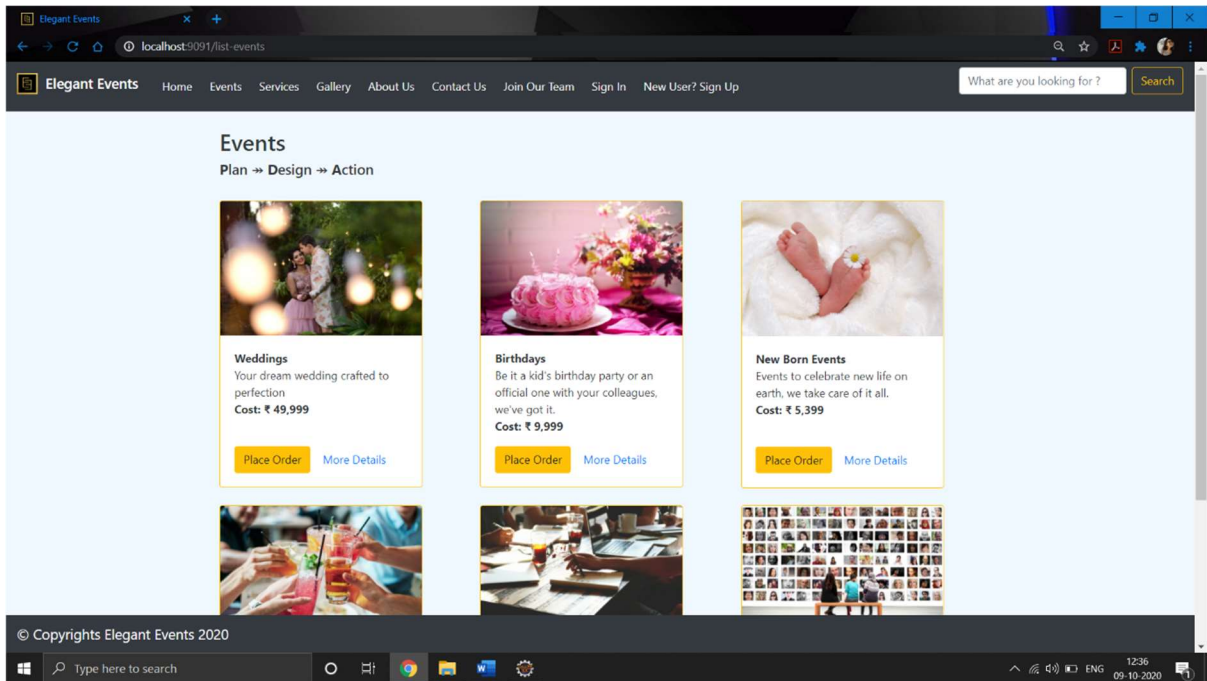 Elegant Events
localhost:9091/list-events
Elegant Events Home Events Services Gallery About Us Contact Us Join Our Team Sign In New User? Sign Up What are you looking for ? Search
Events
Plan ↠ Design ↠ Action
Weddings
Your dream wedding crafted to
perfection
Cost: ₹ 49,999
Place Order More Details
Birthdays
Be it a kid's birthday party or an
official one with your colleagues,
we've got it.
Cost: ₹ 9,999
Place Order More Details
New Born Events
Events to celebrate new life on
earth, we take care of it all.
Cost: ₹ 5,399
Place Order More Details
© Copyrights Elegant Events 2020
Type here to search
ENG
12:36
09-10-2020
1